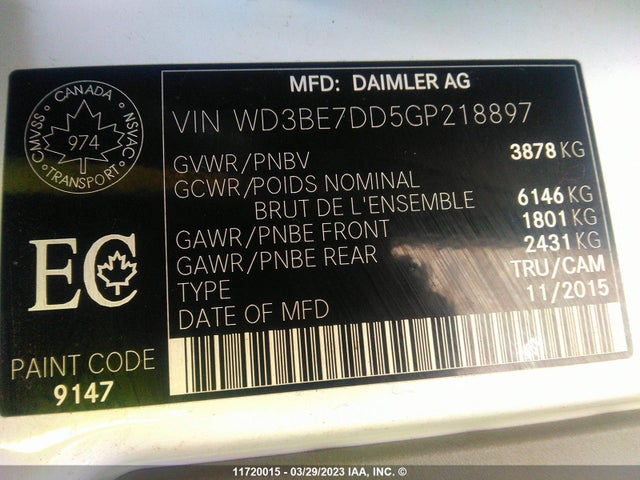 CANADA
CMVSS
NSVAC
974
TRANSPORT
MFD: DAIMLER AG
VIN WD3BE7DD5GP218897
GVWR/PNBV 3878 KG
GCWR/POIDS NOMINAL
BRUT DE L'ENSEMBLE 6146 KG
GAWR/PNBE FRONT 1801 KG
GAWR/PNBE REAR 2431 KG
TYPE TRU/CAM
DATE OF MFD 11/2015
EC
PAINT CODE
9147
11720015 - 03/29/2023 IAA, INC. ©